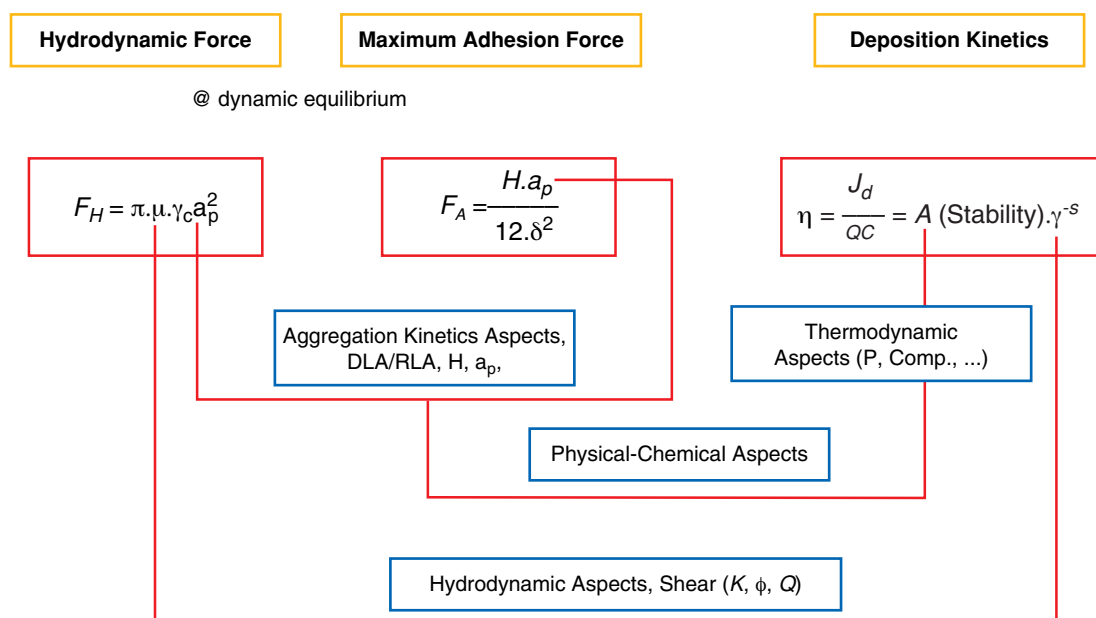 Hydrodynamic Force
Maximum Adhesion Force
Deposition Kinetics
@ dynamic equilibrium
F_H = π.μ.γ_c a_p^2
F_A = H.a_p / 12.δ^2
η = J_d / QC = A (Stability).γ^-s
Aggregation Kinetics Aspects,
DLA/RLA, H, a_p,
Thermodynamic
Aspects (P, Comp., ...)
Physical-Chemical Aspects
Hydrodynamic Aspects, Shear (K, ϕ, Q)